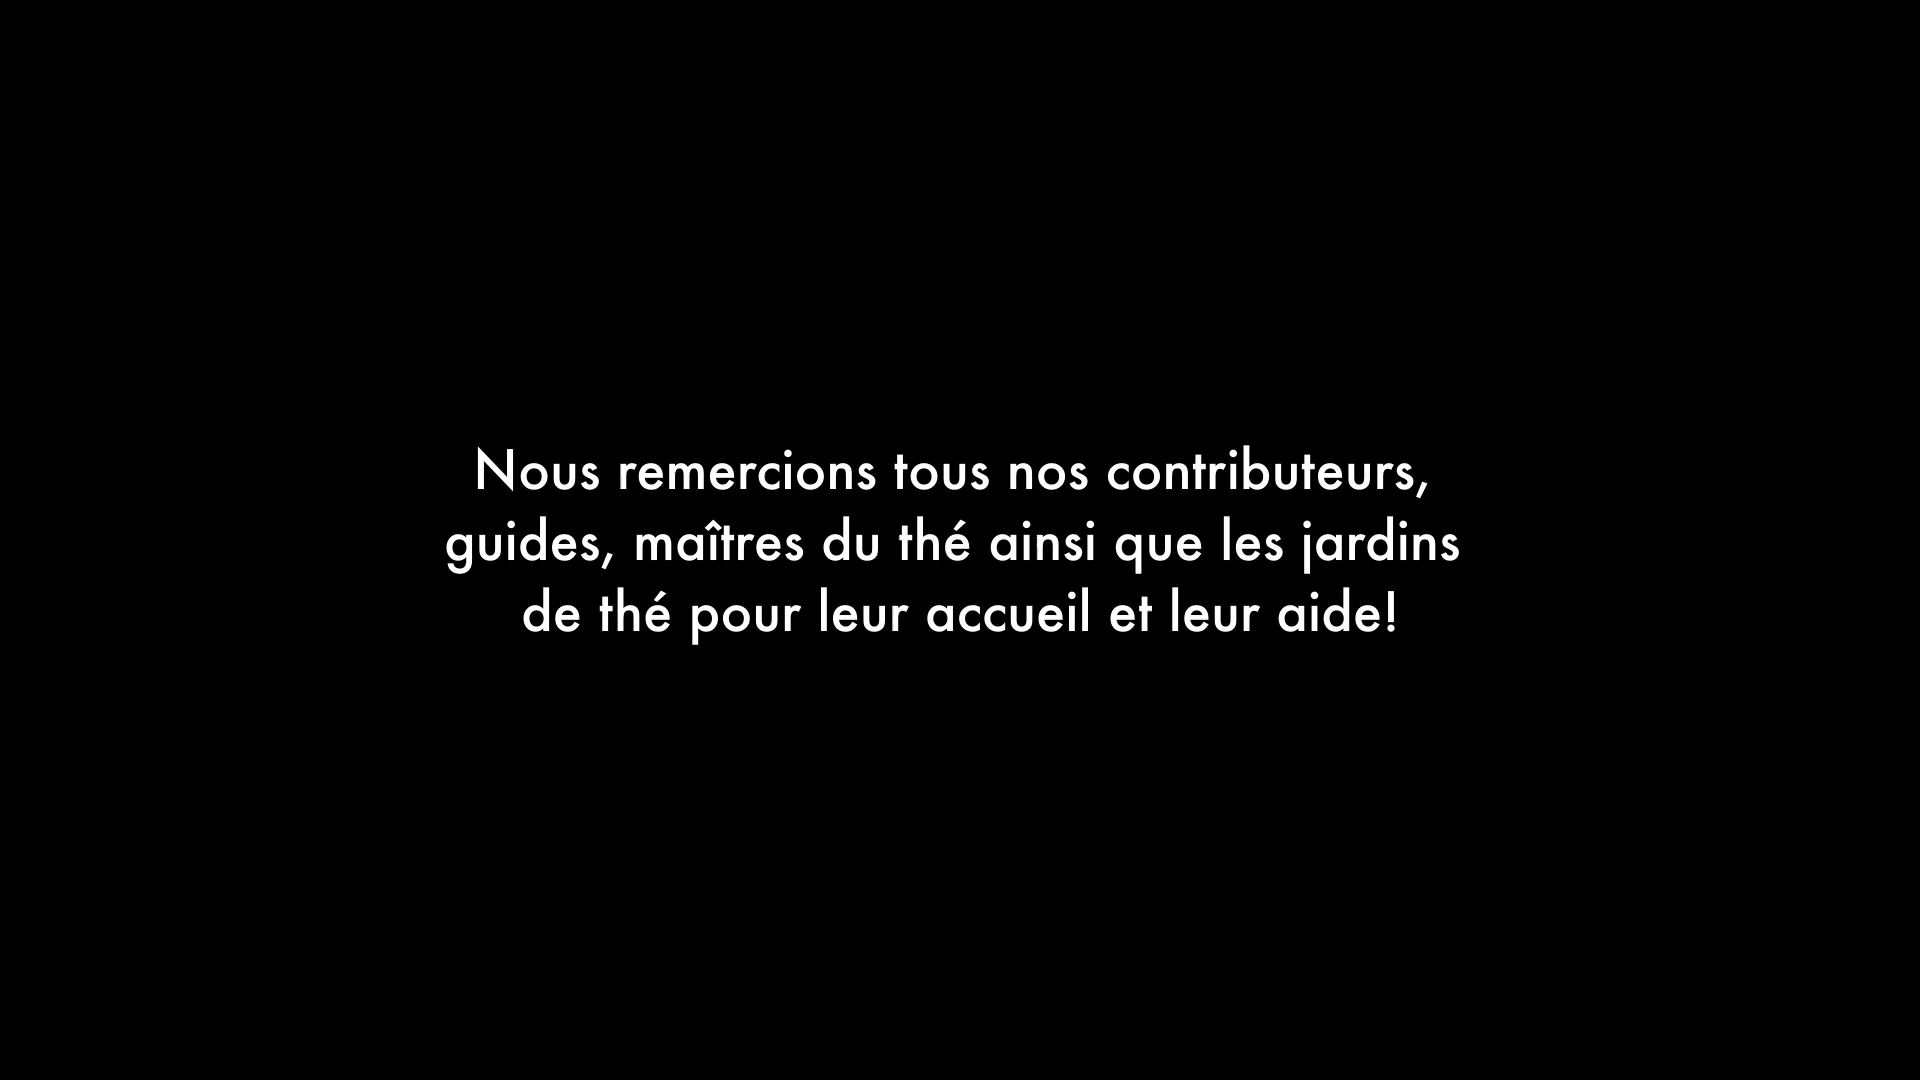 Nous remercions tous nos contributeurs,
guides, maîtres du thé ainsi que les jardins
de thé pour leur accueil et leur aide!